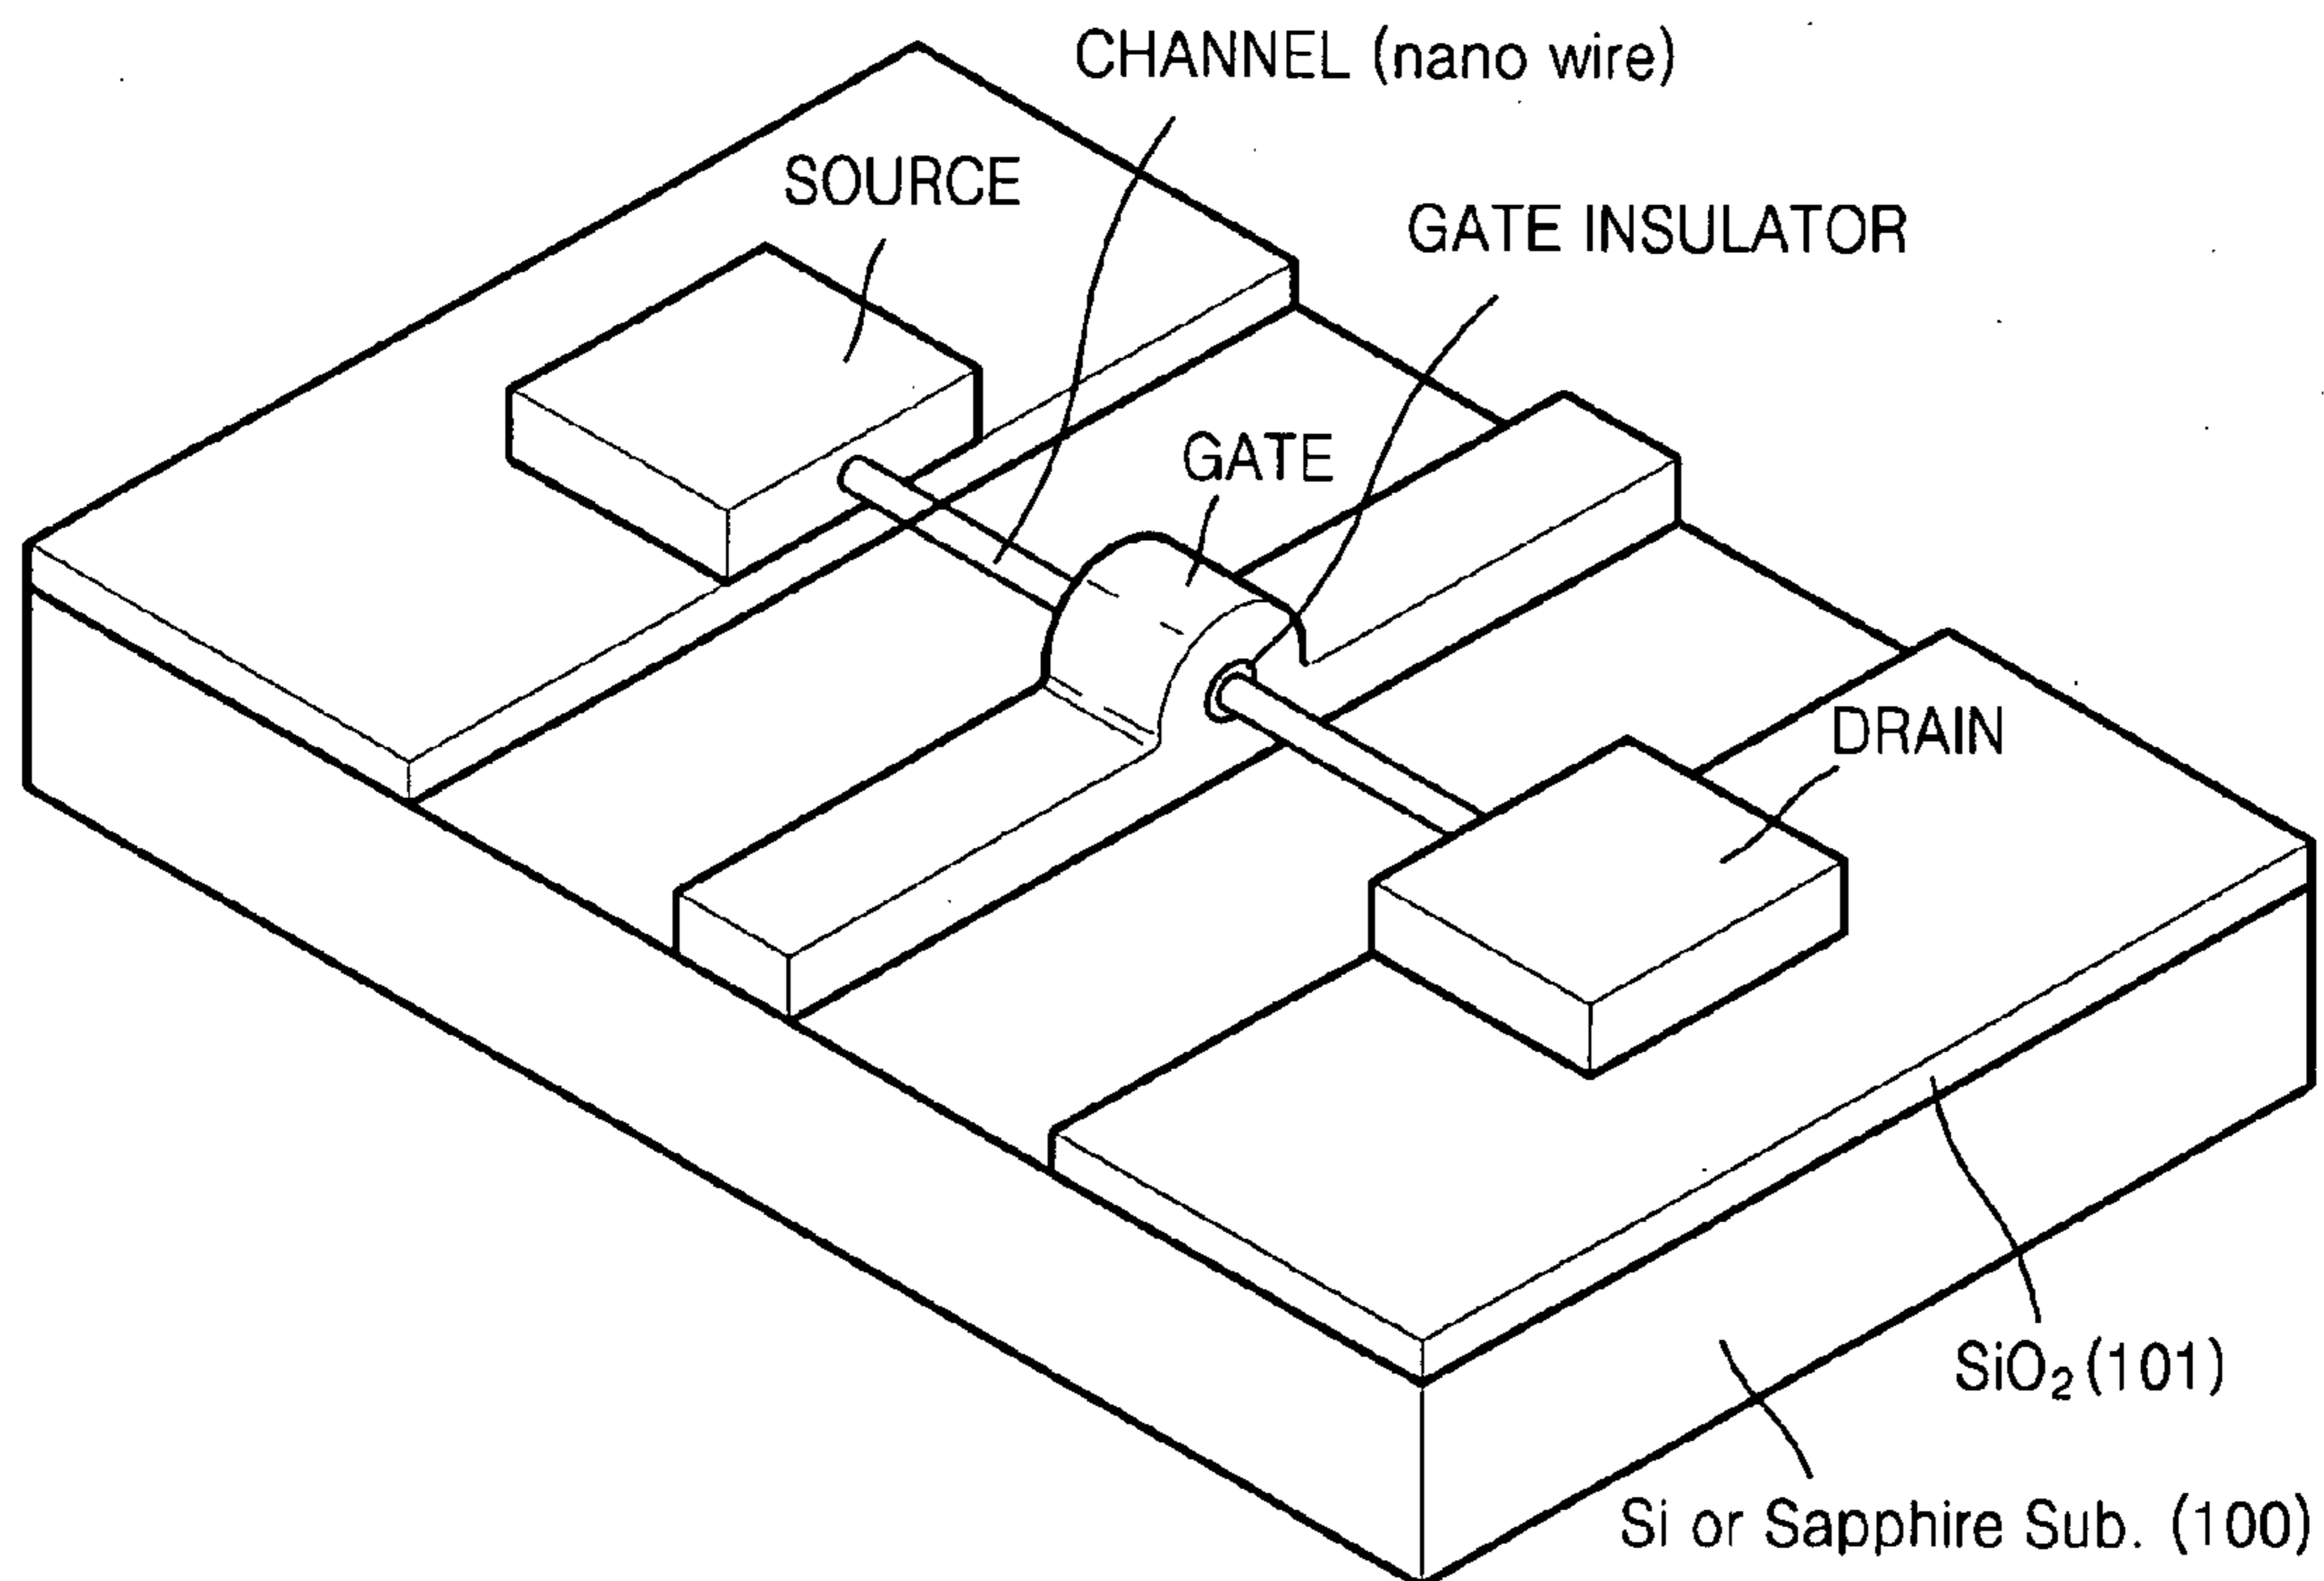 CHANNEL (nano wire)
SOURCE
GATE INSULATOR
GATE
DRAIN
SiO₂(101)
Si or Sapphire Sub. (100)